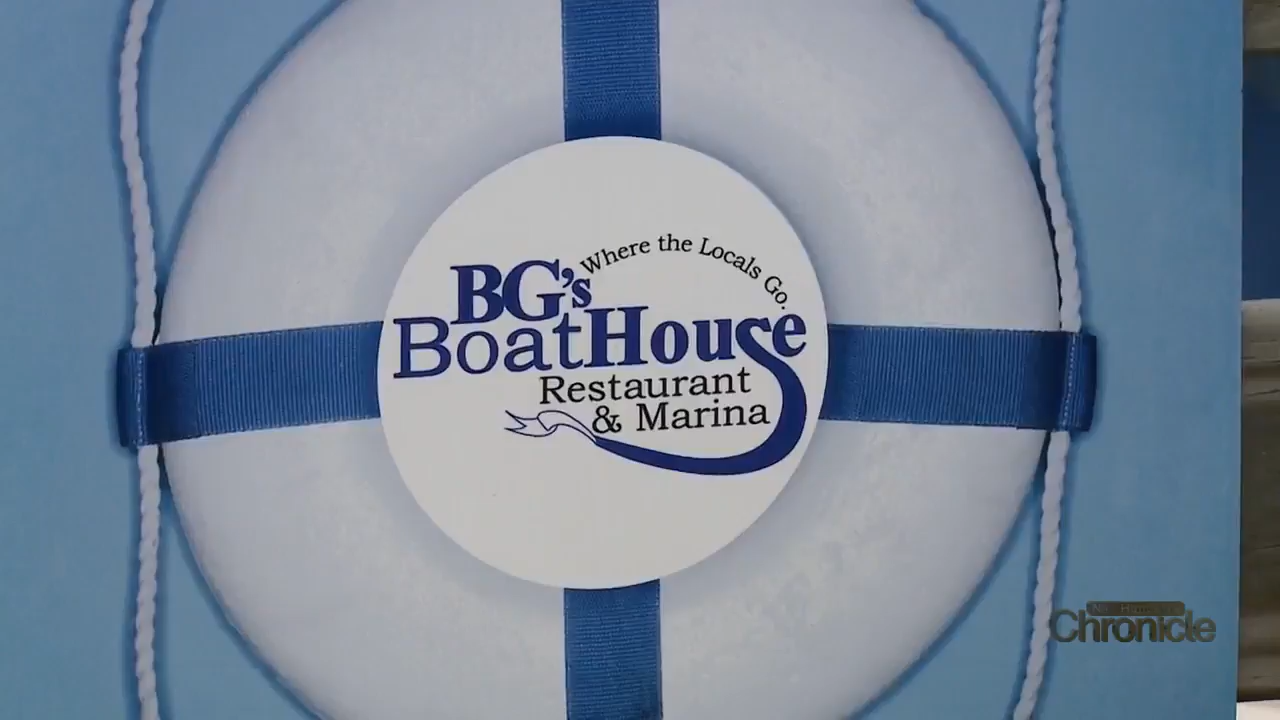 Where the Locals Go.
BG's
BoatHouse
Restaurant
& Marina
Chronicle